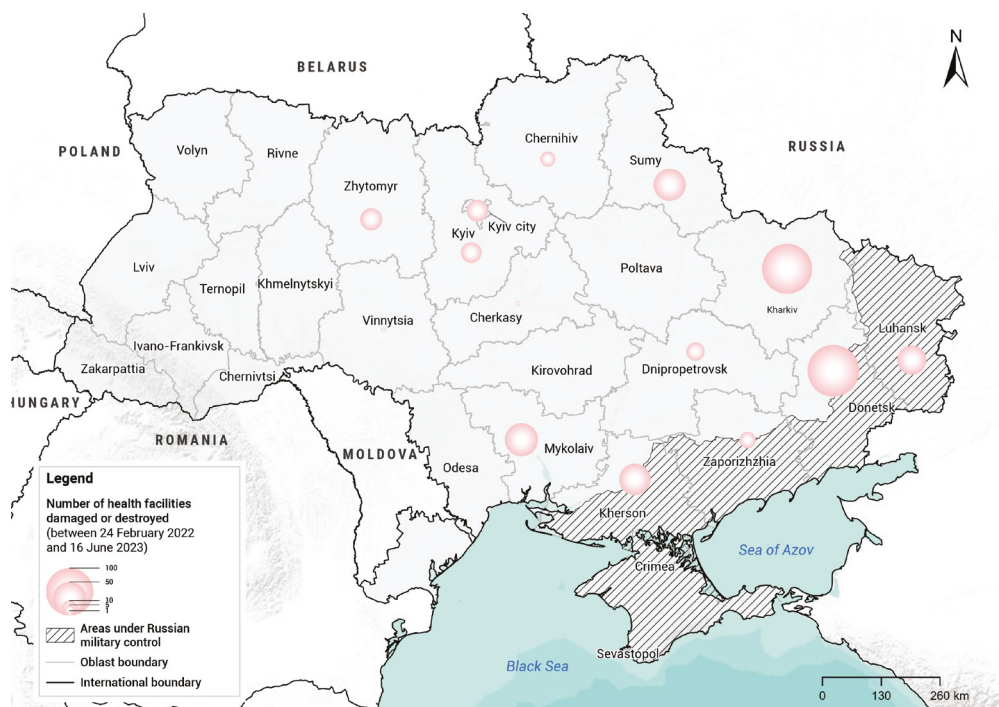 N
BELARUS
POLAND
RUSSIA
Volyn
Rivne
Chernihiv
Sumy
Zhytomyr
Kyiv
Kyiv city
Lviv
Ternopil
Khmelnytskyi
Poltava
Kharkiv
Vinnytsia
Cherkasy
Luhansk
Ivano-Frankivsk
Zakarpattia
Chernivtsi
Kirovohrad
Dnipropetrovsk
Donetsk
HUNGARY
ROMANIA
MOLDOVA
Odesa
Mykolaiv
Zaporizhzhia
Kherson
Sea of Azov
Crimea
Sevastopol
Black Sea
Legend
Number of health facilities
damaged or destroyed
(between 24 February 2022
and 16 June 2023)
100
50
10
5
1
Areas under Russian
military control
Oblast boundary
International boundary
0 130 260 km